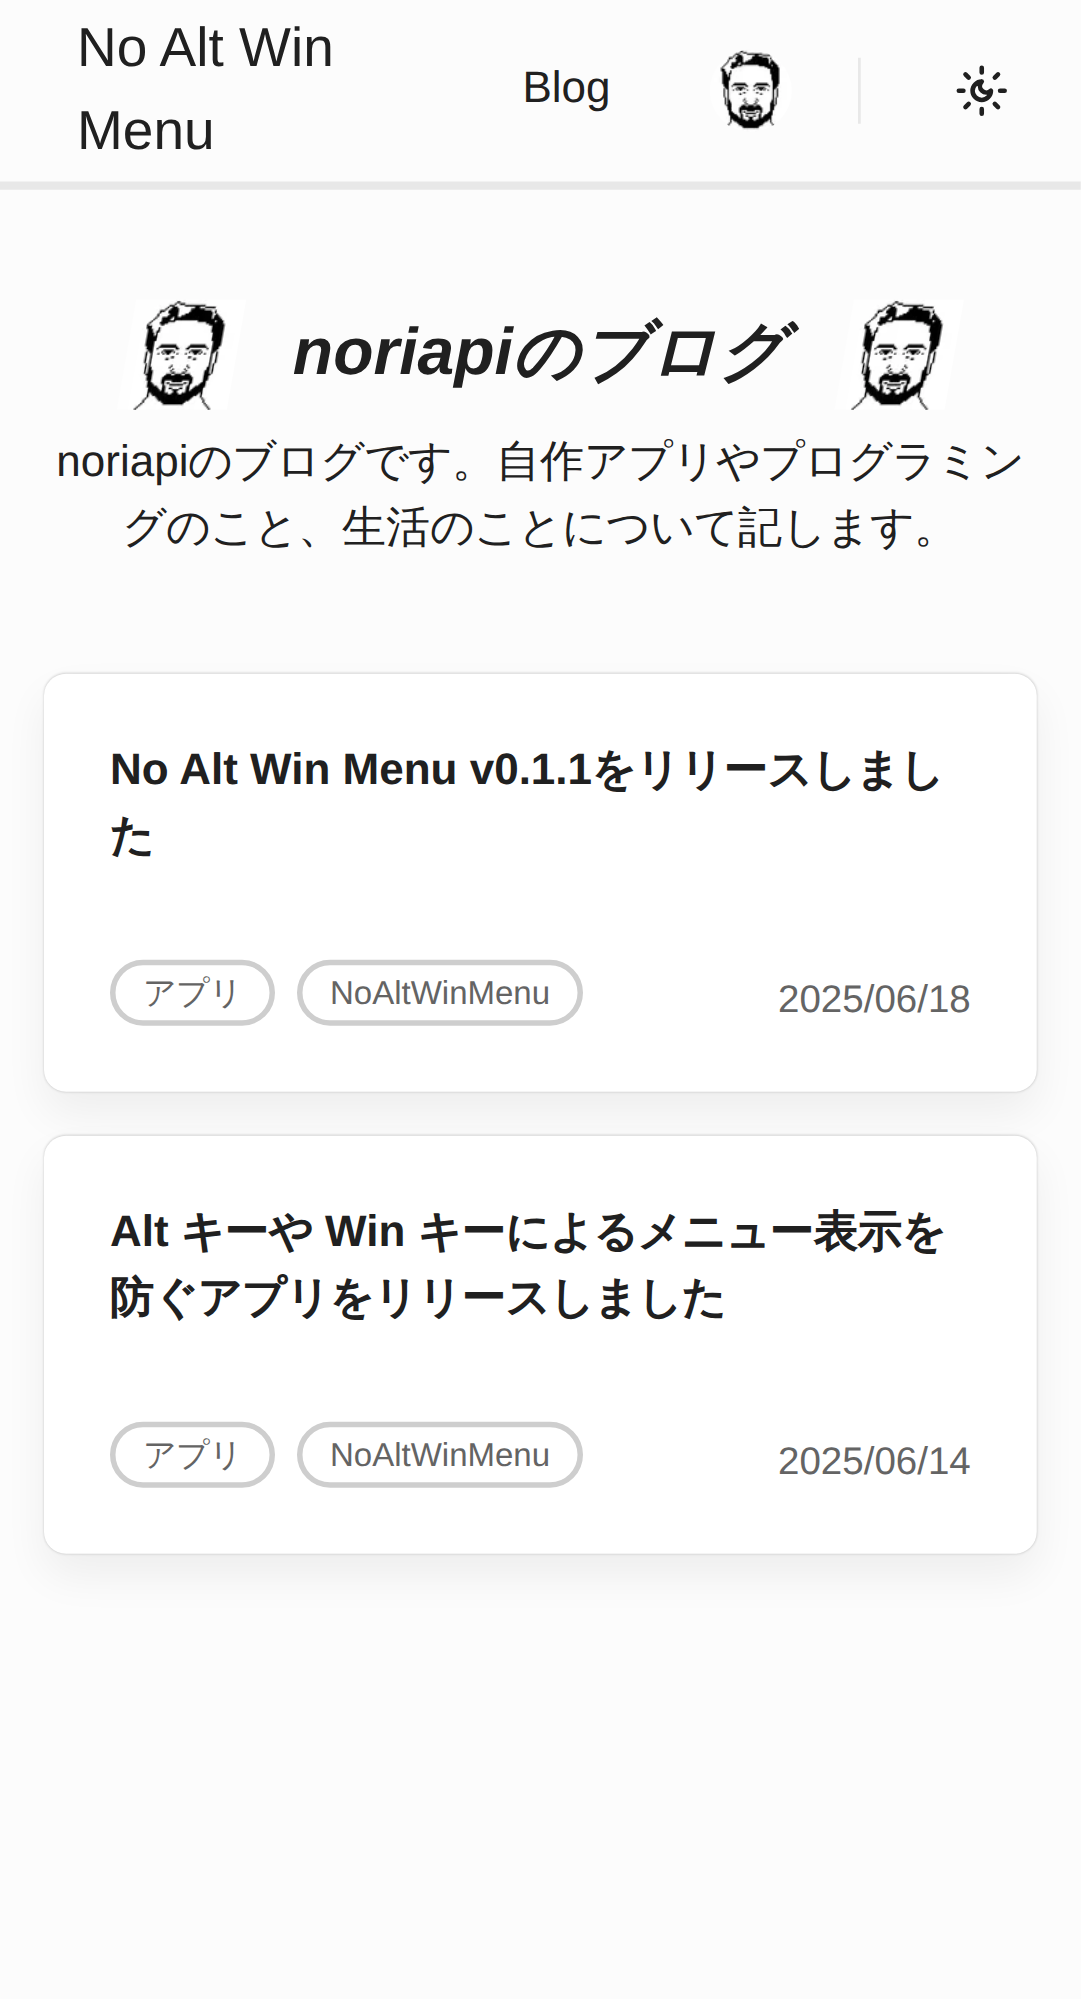 No Alt Win
Menu
Blog
noriapiのブログ
noriapiのブログです。自作アプリやプログラミン
グのこと、生活のことについて記します。
No Alt Win Menu v0.1.1をリリースしまし
た
アプリ NoAltWinMenu 2025/06/18
Alt キーや Win キーによるメニュー表示を
防ぐアプリをリリースしました
アプリ NoAltWinMenu 2025/06/14